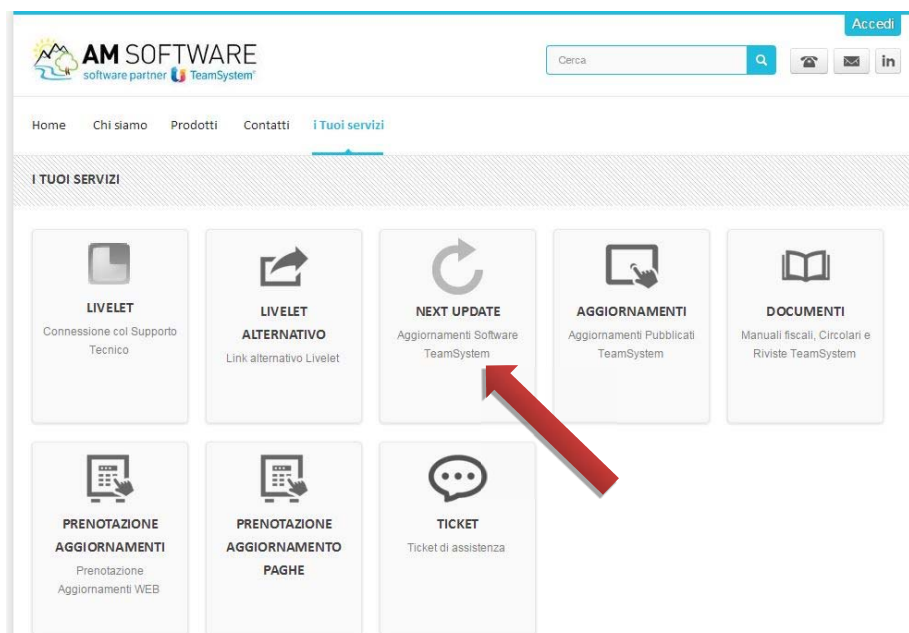 Accedi
AM SOFTWARE
software partner TeamSystem®
Cerca
in
Home Chi siamo Prodotti Contatti i Tuoi servizi
I TUOI SERVIZI
LIVELET
Connessione col Supporto
Tecnico
LIVELET
ALTERNATIVO
Link alternativo Livelet
NEXT UPDATE
Aggiornamenti Software
TeamSystem
AGGIORNAMENTI
Aggiornamenti Pubblicati
TeamSystem
DOCUMENTI
Manuali fiscali, Circolari e
Riviste TeamSystem
PRENOTAZIONE
AGGIORNAMENTI
Prenotazione
Aggiornamenti WEB
PRENOTAZIONE
AGGIORNAMENTO
PAGHE
TICKET
Ticket di assistenza